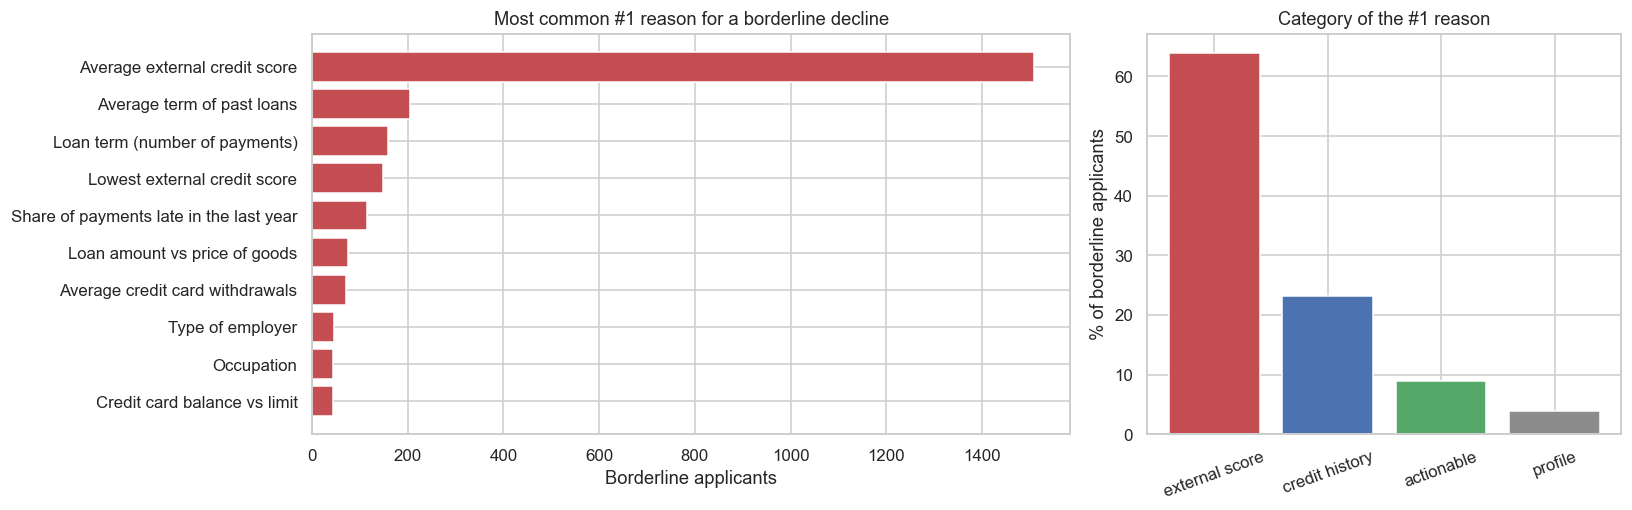 Most common #1 reason for a borderline decline
Average external credit score
Average term of past loans
Loan term (number of payments)
Lowest external credit score
Share of payments late in the last year
Loan amount vs price of goods
Average credit card withdrawals
Type of employer
Occupation
Credit card balance vs limit
0 200 400 600 800 1000 1200 1400
Borderline applicants
Category of the #1 reason
% of borderline applicants
60
50
40
30
20
10
0
external score credit history actionable profile